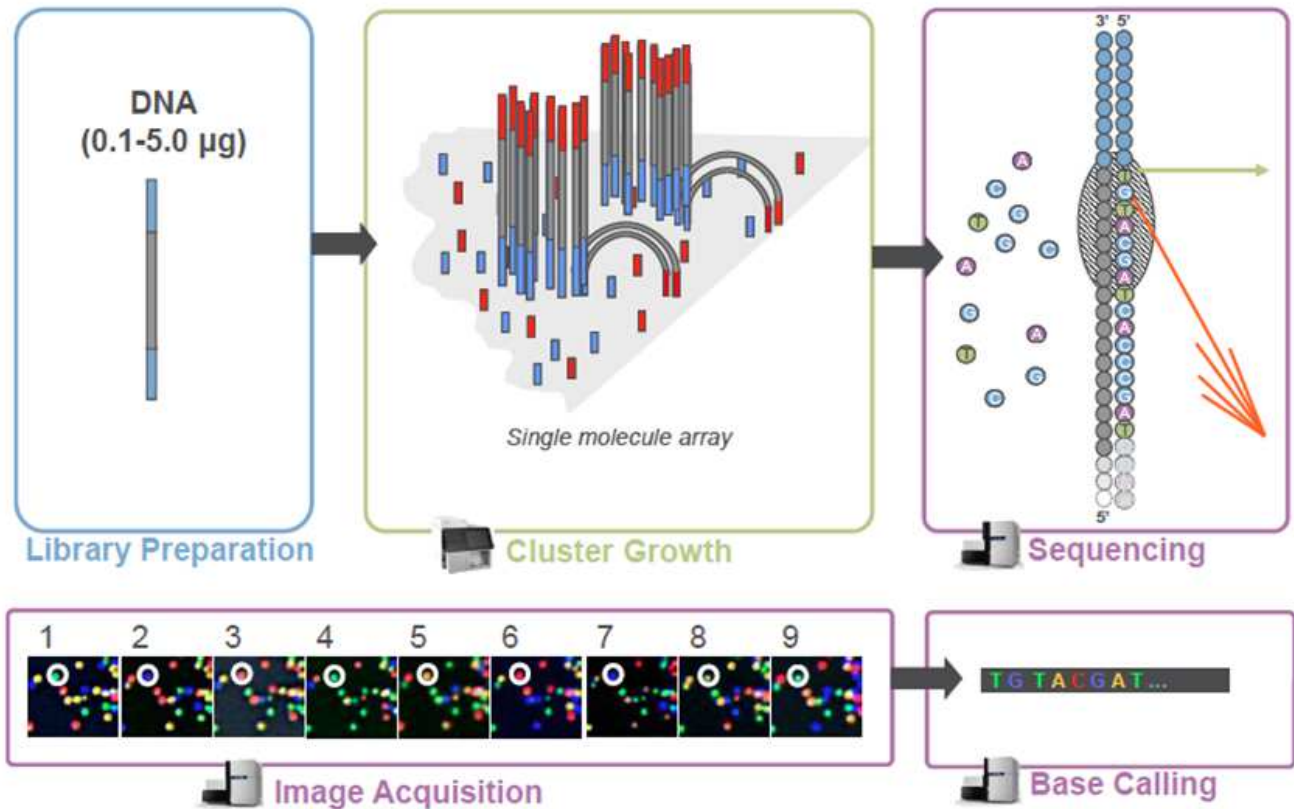 DNA
(0.1-5.0 µg)
Library Preparation
Single molecule array
Cluster Growth
3' 5'
A
C
T
G
G
C
A
G
A
T
G
C
T
G
T
A
C
G
A
T
C
A
C
C
C
G
A
T
5'
Sequencing
1 2 3 4 5 6 7 8 9
Image Acquisition
TGTACGAT...
Base Calling